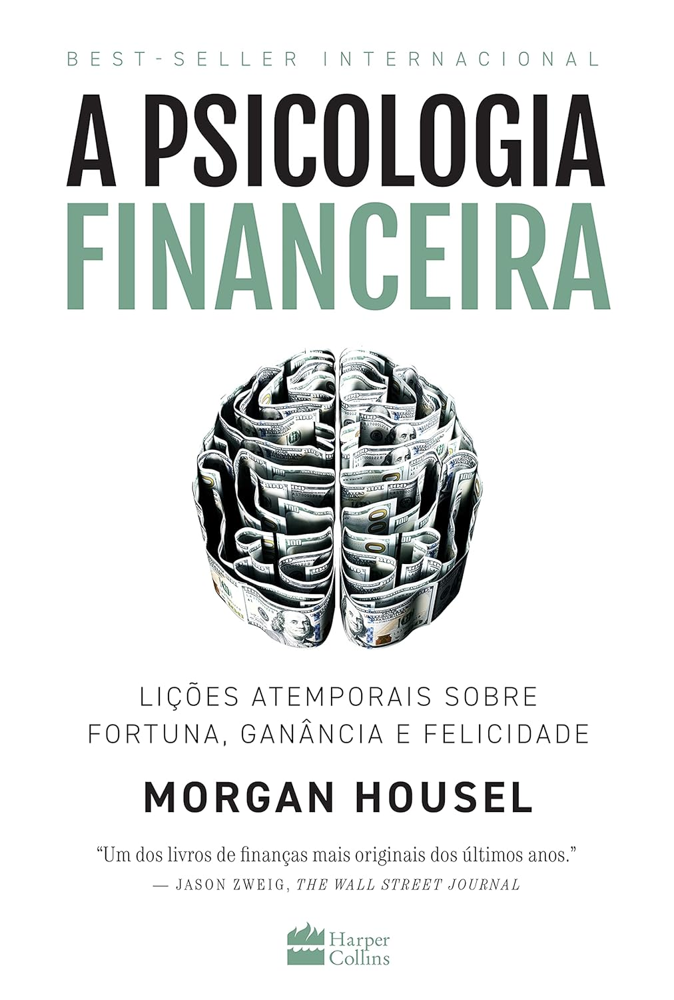 BEST-SELLER INTERNACIONAL
A PSICOLOGIA
FINANCEIRA
LIÇÕES ATEMPORAIS SOBRE
FORTUNA, GANÂNCIA E FELICIDADE
MORGAN HOUSEL
“Um dos livros de finanças mais originais dos últimos anos.”
— JASON ZWEIG, THE WALL STREET JOURNAL
Harper
Collins